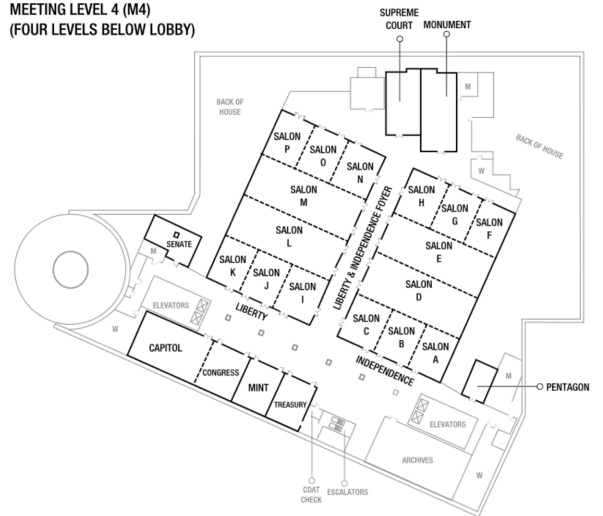 MEETING LEVEL 4 (M4)
(FOUR LEVELS BELOW LOBBY)
SUPREME
COURT
MONUMENT
BACK OF
HOUSE
M
BACK OF HOUSE
W
SALON
P
SALON
O
SALON
N
SALON
M
SALON
L
SALON
K
SALON
J
SALON
I
LIBERTY
LIBERTY & INDEPENDENCE FOYER
SALON
H
SALON
G
SALON
F
SALON
E
SALON
D
SALON
C
SALON
B
SALON
A
INDEPENDENCE
SENATE
M
ELEVATORS
W
CAPITOL
CONGRESS
MINT
TREASURY
M
PENTAGON
ELEVATORS
ARCHIVES
W
COAT
CHECK
ESCALATORS